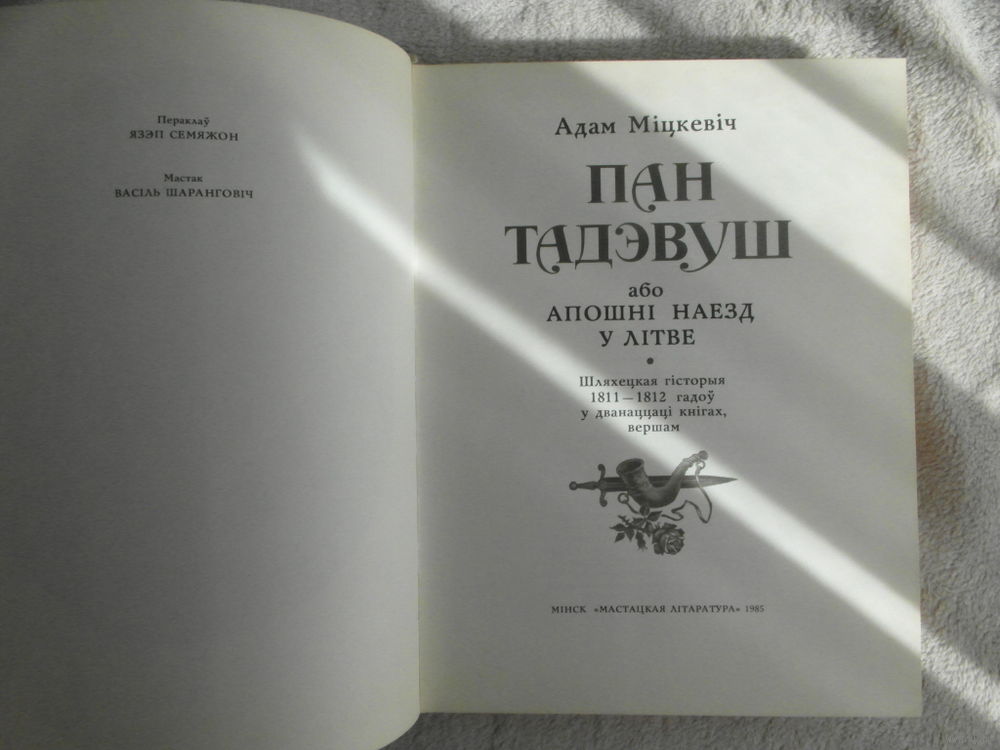 Пераклаў
ЯЗЭП СЕМЯЖОН
Мастак
ВАСІЛЬ ШАРАНГОВІЧ
Адам Міцкевіч
ПАН
ТАДЭВУШ
або
АПОШНІ НАЕЗД
У ЛІТВЕ
•
Шляхецкая гісторыя
1811—1812 гадоў
у дванаццаці кнігах,
вершам
МІНСК «МАСТАЦКАЯ ЛІТАРАТУРА» 1985